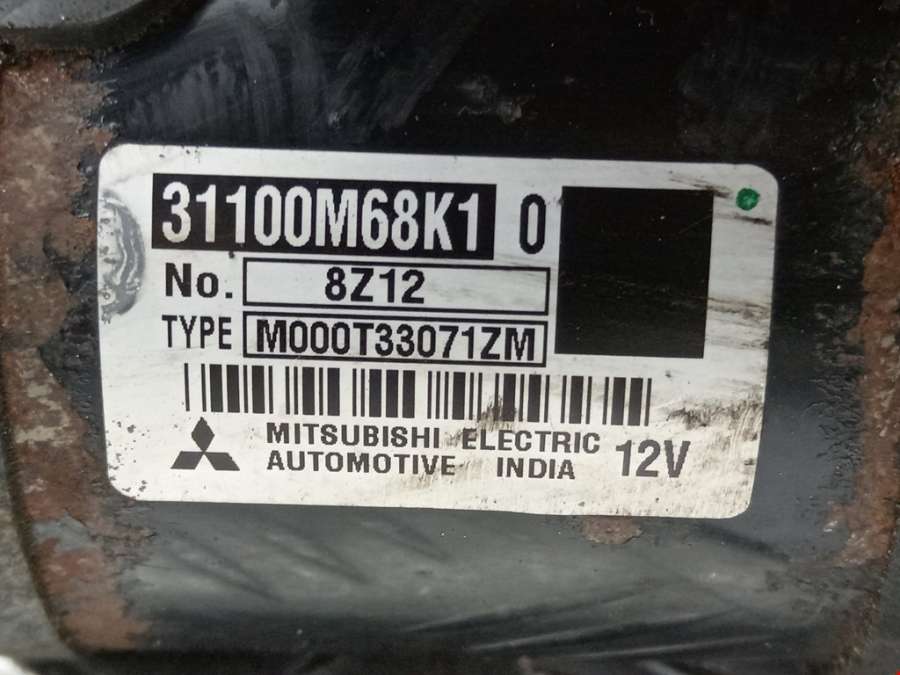 31100M68K1 0
No. 8Z12
TYPE M000T33071ZM
MITSUBISHI ELECTRIC
AUTOMOTIVE INDIA 12V